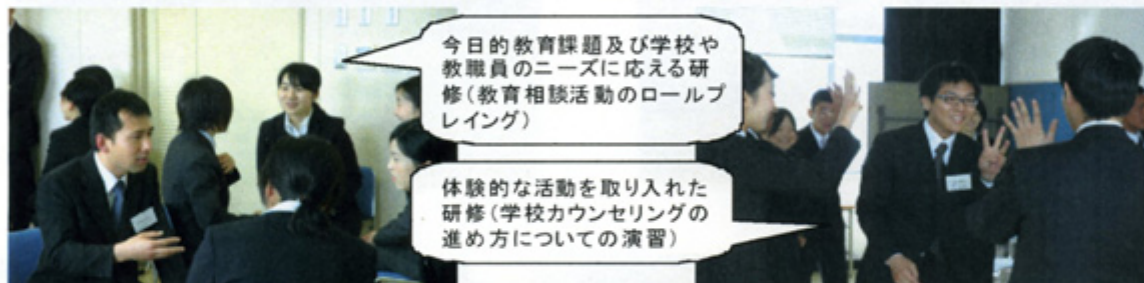 今日的教育課題及び学校や
教職員のニーズに応える研
修(教育相談活動のロールプ
レイング)
体験的な活動を取り入れた
研修(学校カウンセリングの
進め方についての演習)